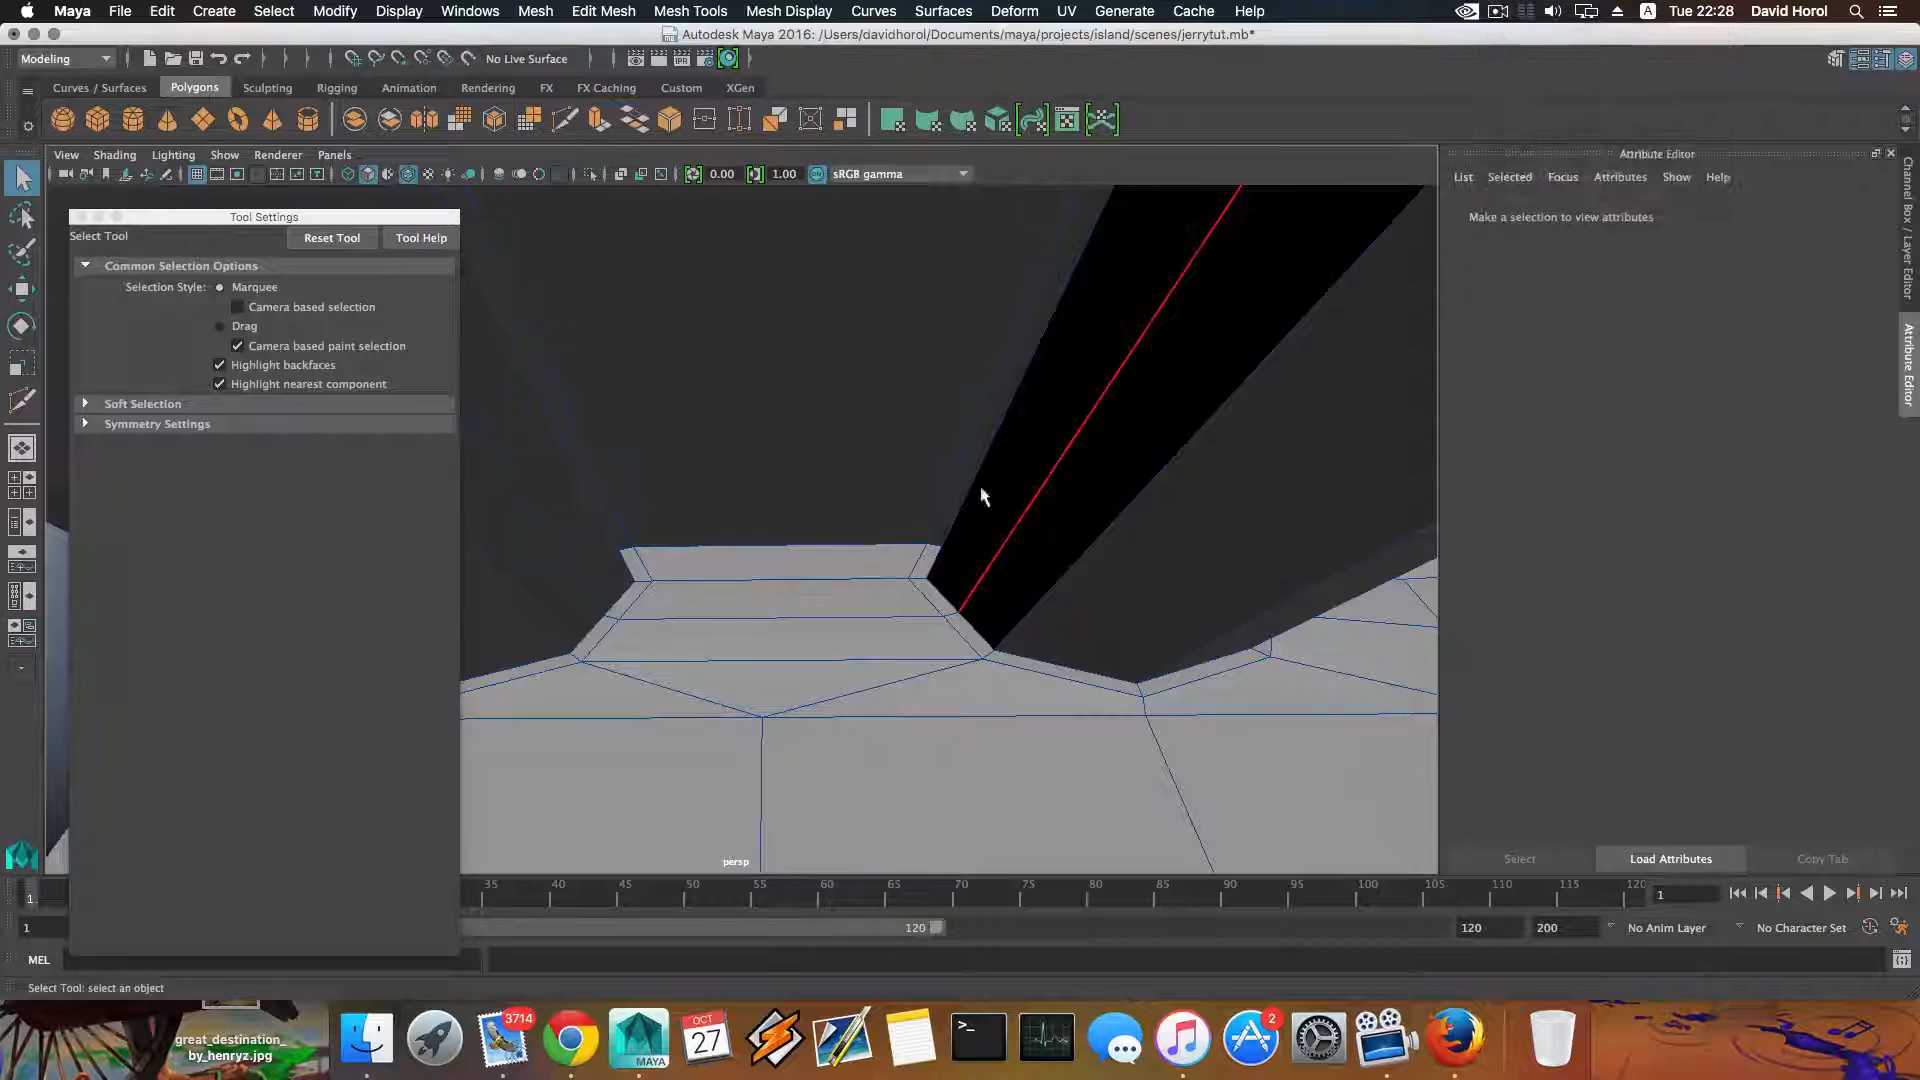 Maya File Edit Create Select Modify Display Windows Mesh Edit Mesh Mesh Tools Mesh Display Curves Surfaces Deform UV Generate Cache Help A Tue 22:28 David Horol
Autodesk Maya 2016: /Users/davidhorol/Documents/maya/projects/island/scenes/jerrytut.mb*
Modeling No Live Surface
Curves / Surfaces Polygons Sculpting Rigging Animation Rendering FX FX Caching Custom XGen
View Shading Lighting Show Renderer Panels
0.00 1.00 sRGB gamma
Attribute Editor
List Selected Focus Attributes Show Help
Make a selection to view attributes
Tool Settings
Select Tool Reset Tool Tool Help
Common Selection Options
Selection Style: Marquee
Camera based selection
Drag
Camera based paint selection
Highlight backfaces
Highlight nearest component
Soft Selection
Symmetry Settings
Channel Box / Layer Editor
Attribute Editor
persp
Select Load Attributes Copy Tab
1 35 40 45 50 55 60 65 70 75 80 85 90 95 100 105 110 115 120 1
1 120 120 200 No Anim Layer No Character Set
MEL
Select Tool: select an object
great_destination_
by_henryz.jpg
3714
MAYA
OCT
27
2